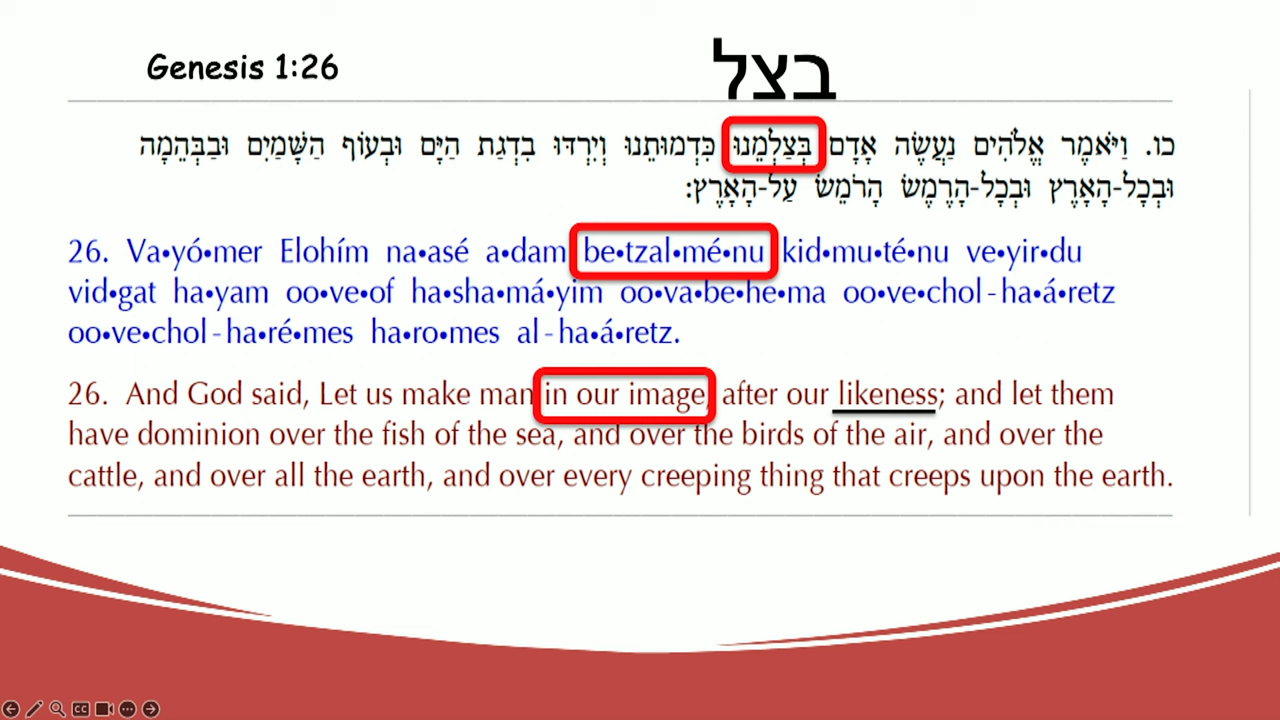 Genesis 1:26
בצל
כו. וַיֹּאמֶר אֱלֹהִים נַעֲשֶׂה אָדָם בְּצַלְמֵנוּ כִּדְמוּתֵנוּ וְיִרְדּוּ בִדְגַת הַיָּם וּבְעוֹף הַשָּׁמַיִם וּבַבְּהֵמָה
וּבְכָל-הָאָרֶץ וּבְכָל-הָרֶמֶשׂ הָרֹמֵשׂ עַל-הָאָרֶץ:
26. Va•yó•mer Elohím na•asé a•dam be•tzal•mé•nu kid•mu•té•nu ve•yir•du
vid•gat ha•yam oo•ve•of ha•sha•má•yim oo•va•be•he•ma oo•ve•chol-ha•á•retz
oo•ve•chol-ha•ré•mes ha•ro•mes al-ha•á•retz.
26. And God said, Let us make man in our image, after our likeness; and let them
have dominion over the fish of the sea, and over the birds of the air, and over the
cattle, and over all the earth, and over every creeping thing that creeps upon the earth.
CC